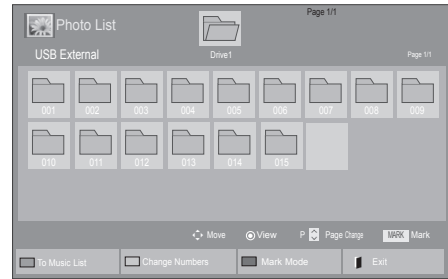 Photo List
Page 1/1
USB External
Drive1
Page 1/1
001 002 003 004 005 006 007 008 009
010 011 012 013 014 015
Move View P Page Change MARK Mark
To Music List Change Numbers Mark Mode Exit